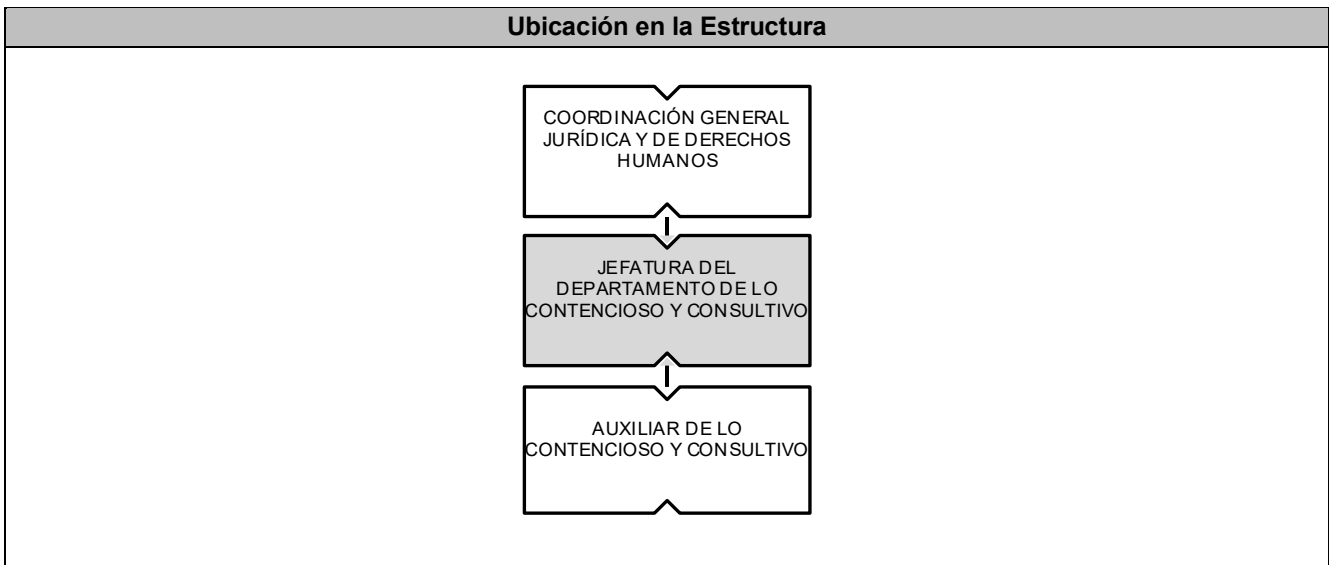 Ubicación en la Estructura
COORDINACIÓN GENERAL
JURÍDICA Y DE DERECHOS
HUMANOS
JEFATURA DEL
DEPARTAMENTO DE LO
CONTENCIOSO Y CONSULTIVO
AUXILIAR DE LO
CONTENCIOSO Y CONSULTIVO